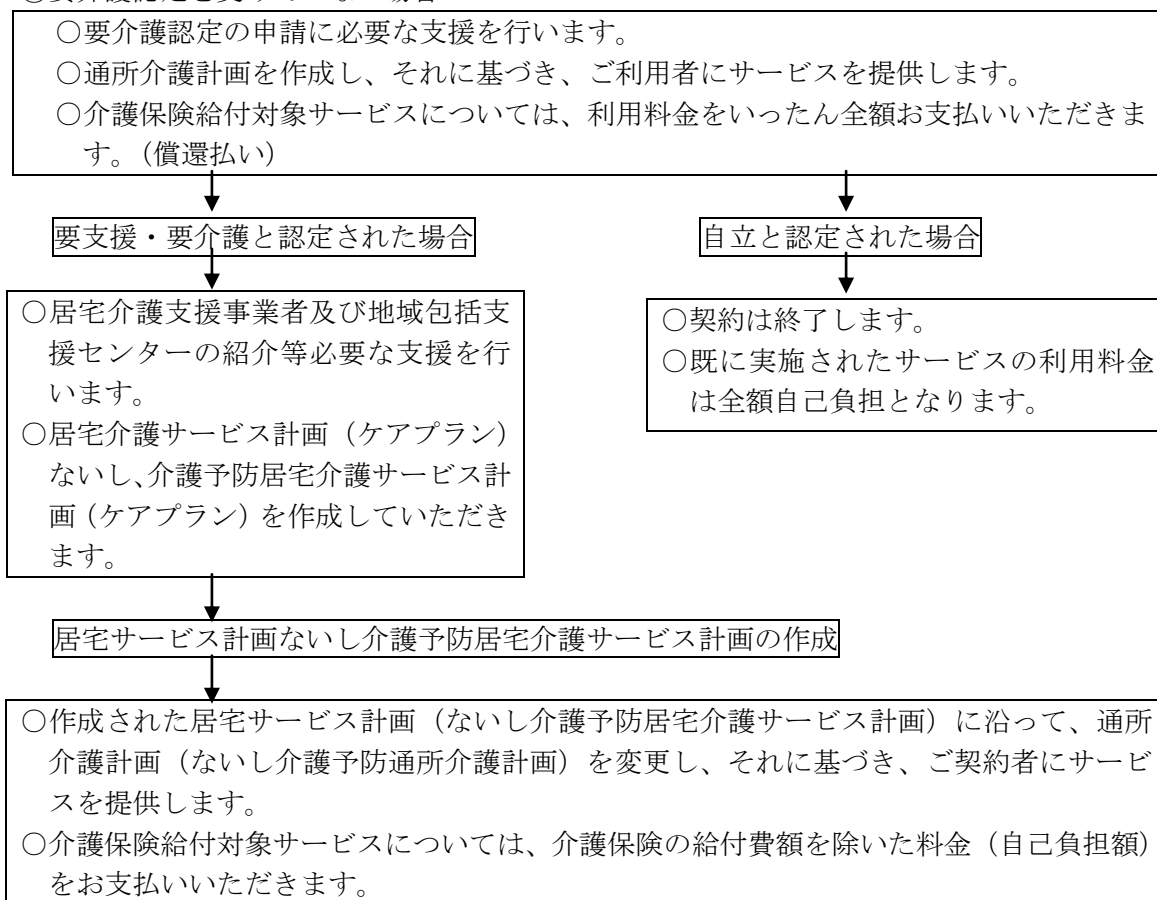 ○要介護認定の申請に必要な支援を行います。
○通所介護計画を作成し、それに基づき、ご利用者にサービスを提供します。
○介護保険給付対象サービスについては、利用料金をいったん全額お支払いいただきま
す。（償還払い）
要支援・要介護と認定された場合
自立と認定された場合
○居宅介護支援事業者及び地域包括支
援センターの紹介等必要な支援を行
います。
○居宅介護サービス計画（ケアプラン）
ないし、介護予防居宅介護サービス計
画（ケアプラン）を作成していただき
ます。
○契約は終了します。
○既に実施されたサービスの利用料金
は全額自己負担となります。
居宅サービス計画ないし介護予防居宅介護サービス計画の作成
○作成された居宅サービス計画（ないし介護予防居宅介護サービス計画）に沿って、通所
介護計画（ないし介護予防通所介護計画）を変更し、それに基づき、ご契約者にサービ
スを提供します。
○介護保険給付対象サービスについては、介護保険の給付費額を除いた料金（自己負担額）
をお支払いいただきます。